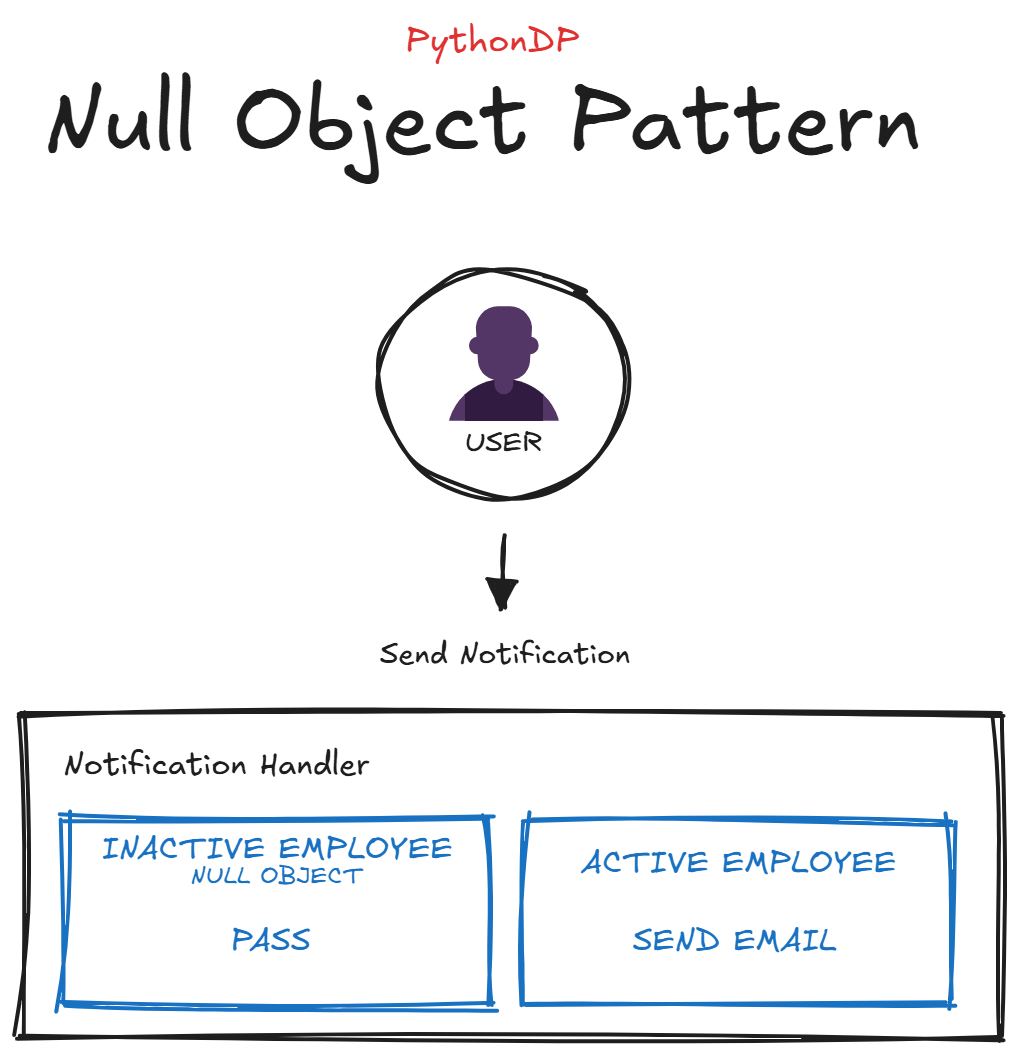 PythonDP
Null Object Pattern
USER
Send Notification
Notification Handler
INACTIVE EMPLOYEE
NULL OBJECT
PASS
ACTIVE EMPLOYEE
SEND EMAIL